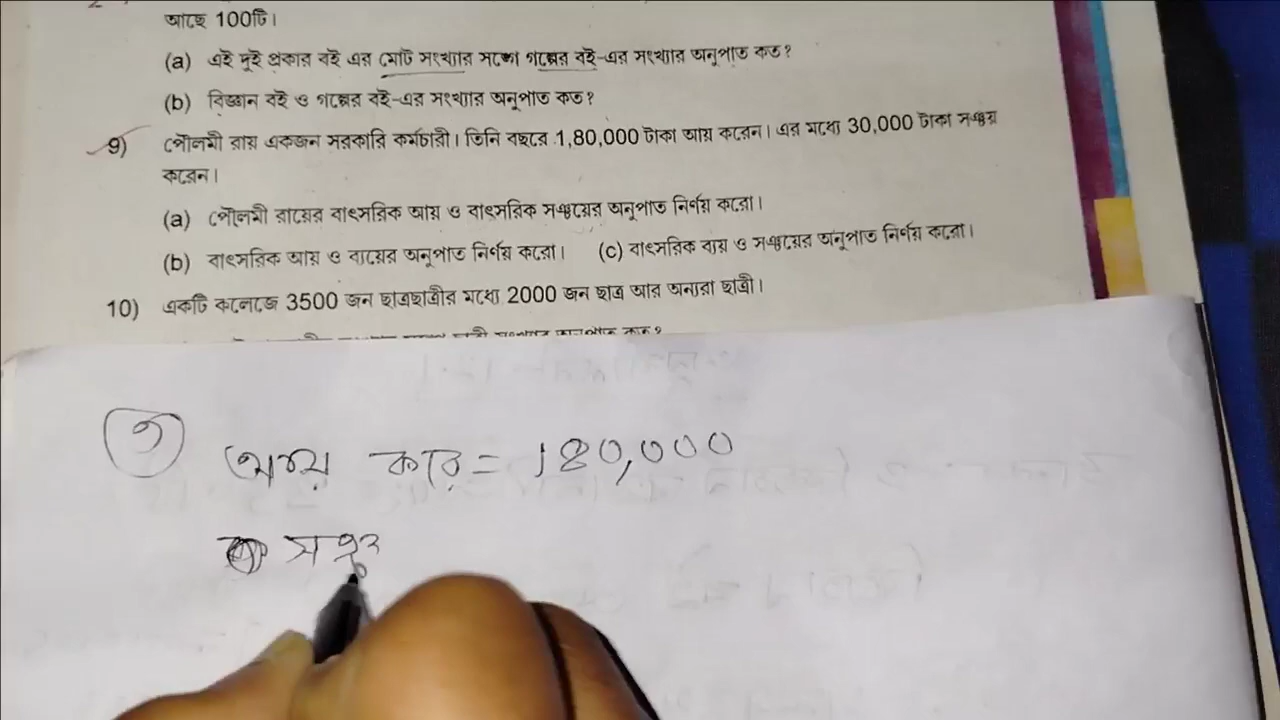 আছে 100টি।
(a) এই দুই প্রকার বই এর মোট সংখ্যার সঙ্গে গল্পের বই-এর সংখ্যার অনুপাত কত?
(b) বিজ্ঞান বই ও গল্পের বই-এর সংখ্যার অনুপাত কত?
9) পৌলমী রায় একজন সরকারি কর্মচারী। তিনি বছরে 1,80,000 টাকা আয় করেন। এর মধ্যে 30,000 টাকা সঞ্চয়
করেন।
(a) পৌলমী রায়ের বাৎসরিক আয় ও বাৎসরিক সঞ্চয়ের অনুপাত নির্ণয় করো।
(b) বাৎসরিক আয় ও ব্যয়ের অনুপাত নির্ণয় করো। (c) বাৎসরিক ব্যয় ও সঞ্চয়ের অনুপাত নির্ণয় করো।
10) একটি কলেজে 3500 জন ছাত্রছাত্রীর মধ্যে 2000 জন ছাত্র আর অন্যরা ছাত্রী।
আয় করে = 180,000